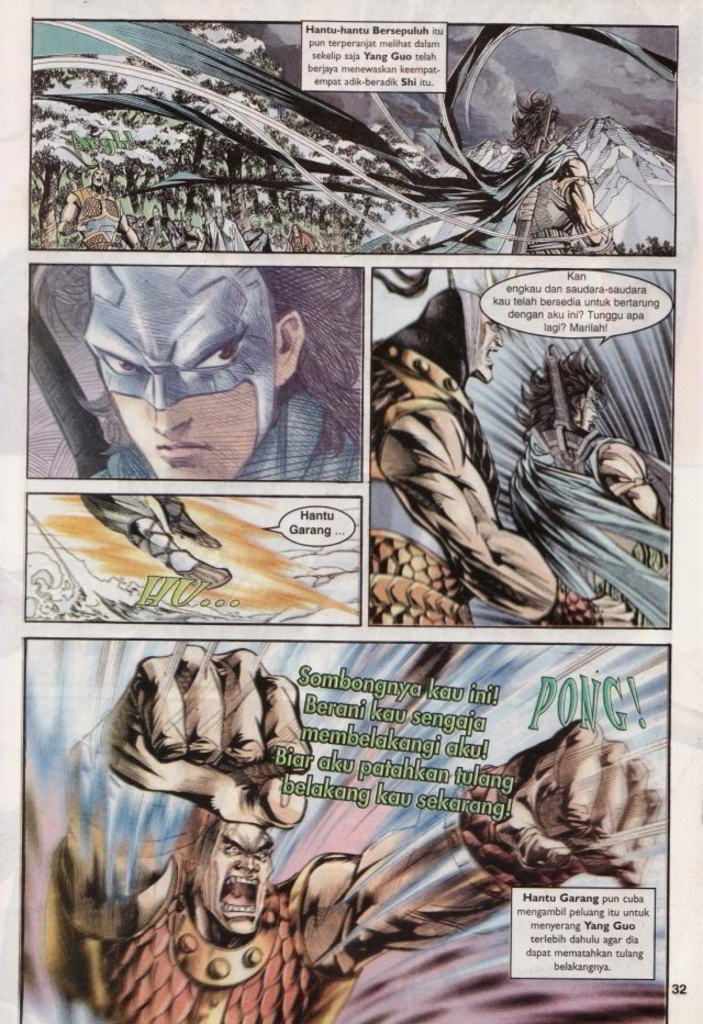 Hantu-hantu Bersepuluh itu
pun terperanjat melihat dalam
sekelip saja Yang Guo telah
berjaya menewaskan keempat-
empat adik-beradik Shi itu.
Argh!
Kan
engkau dan saudara-saudara
kau telah bersedia untuk bertarung
dengan aku ini? Tunggu apa
lagi? Marilah!
Hantu
Garang ...
HU...
Sombongnya kau ini!
Berani kau sengaja
membelakangi aku!
Biar aku patahkan tulang
belakang kau sekarang!
PONG!
Hantu Garang pun cuba
mengambil peluang itu untuk
menyerang Yang Guo
terlebih dahulu agar dia
dapat mematahkan tulang
belakangnya.
32